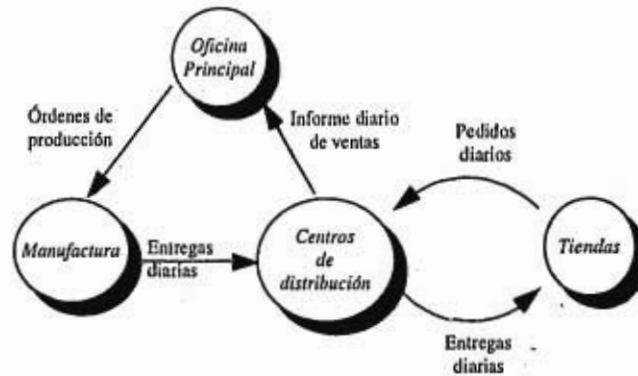 Oficina
Principal
Órdenes de
producción
Informe diario
de ventas
Pedidos
diarios
Manufactura
Entregas
diarias
Centros
de
distribución
Tiendas
Entregas
diarias